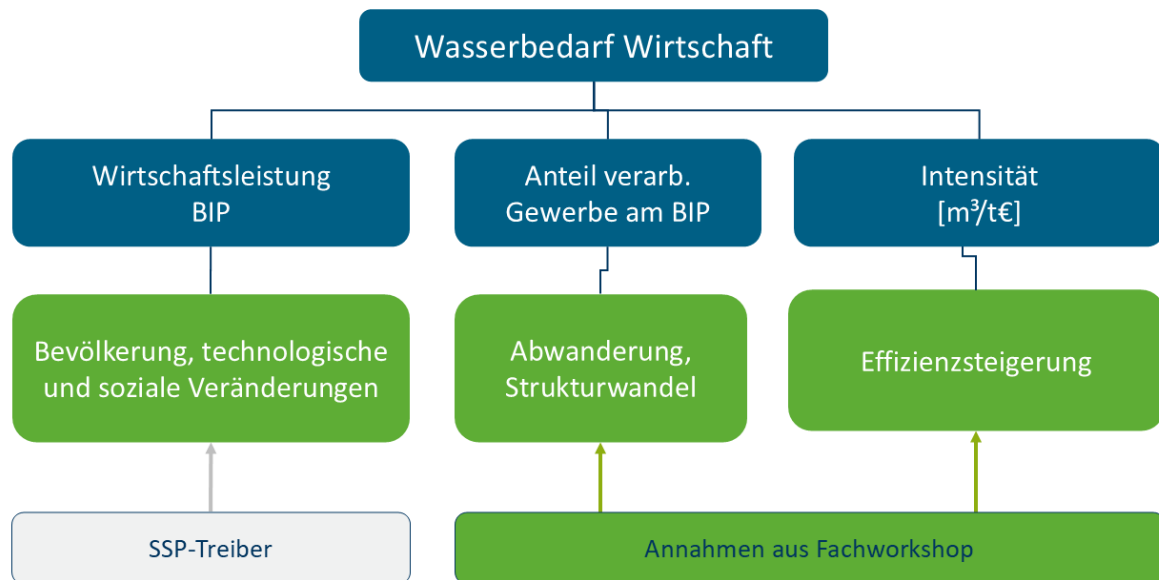 Wasserbedarf Wirtschaft
Wirtschaftsleistung
BIP
Anteil verarb.
Gewerbe am BIP
Intensität
[m³/t€]
Bevölkerung, technologische
und soziale Veränderungen
Abwanderung,
Strukturwandel
Effizienzsteigerung
SSP-Treiber
Annahmen aus Fachworkshop